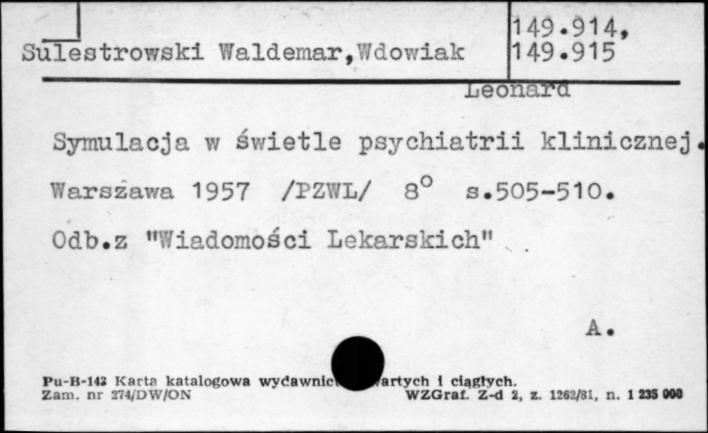 149.914,
Sulestrowski Waldemar,Wdowiak 149.915
Leonard
Symulacja w świetle psychiatrii klinicznej.
Warszawa 1957 /PZWL/ 8° s.505-510.
Odb.z "Wiadomości Lekarskich"
A.
Pu-B-143 Karta katalogowa wydawnic artych i ciągłych.
Zam. nr 274/DW/ON WZGraf. Z-d 2, z. 1262/81, n. 1 235 000